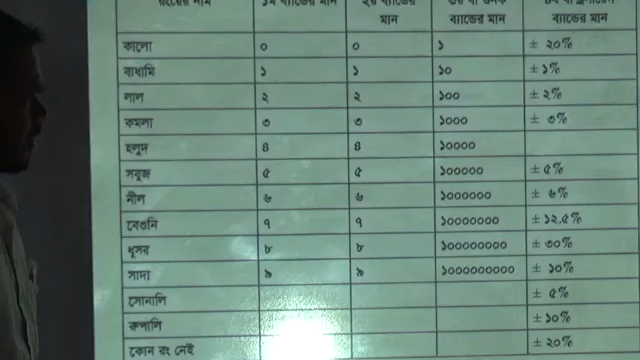 রংয়ের নাম ১ম ব্যান্ডের মান ২য় ব্যান্ডের মান ব্যান্ডের মান ব্যান্ডের মান
কালো ০ ০ ১ ± ২০%
বাদামি ১ ১ ১০ ± ১%
লাল ২ ২ ১০০ ± ২%
কমলা ৩ ৩ ১০০০ ± ৩%
হলুদ ৪ ৪ ১০০০০
সবুজ ৫ ৫ ১০০০০০ ± ৫%
নীল ৬ ৬ ১০০০০০০ ± ৬%
বেগুনি ৭ ৭ ১০০০০০০০ ± ১২.৫%
ধূসর ৮ ৮ ১০০০০০০০০ ± ৩০%
সাদা ৯ ৯ ১০০০০০০০০০ ± ১০%
সোনালি ± ৫%
রুপালি ± ১০%
কোন রং নেই ± ২০%